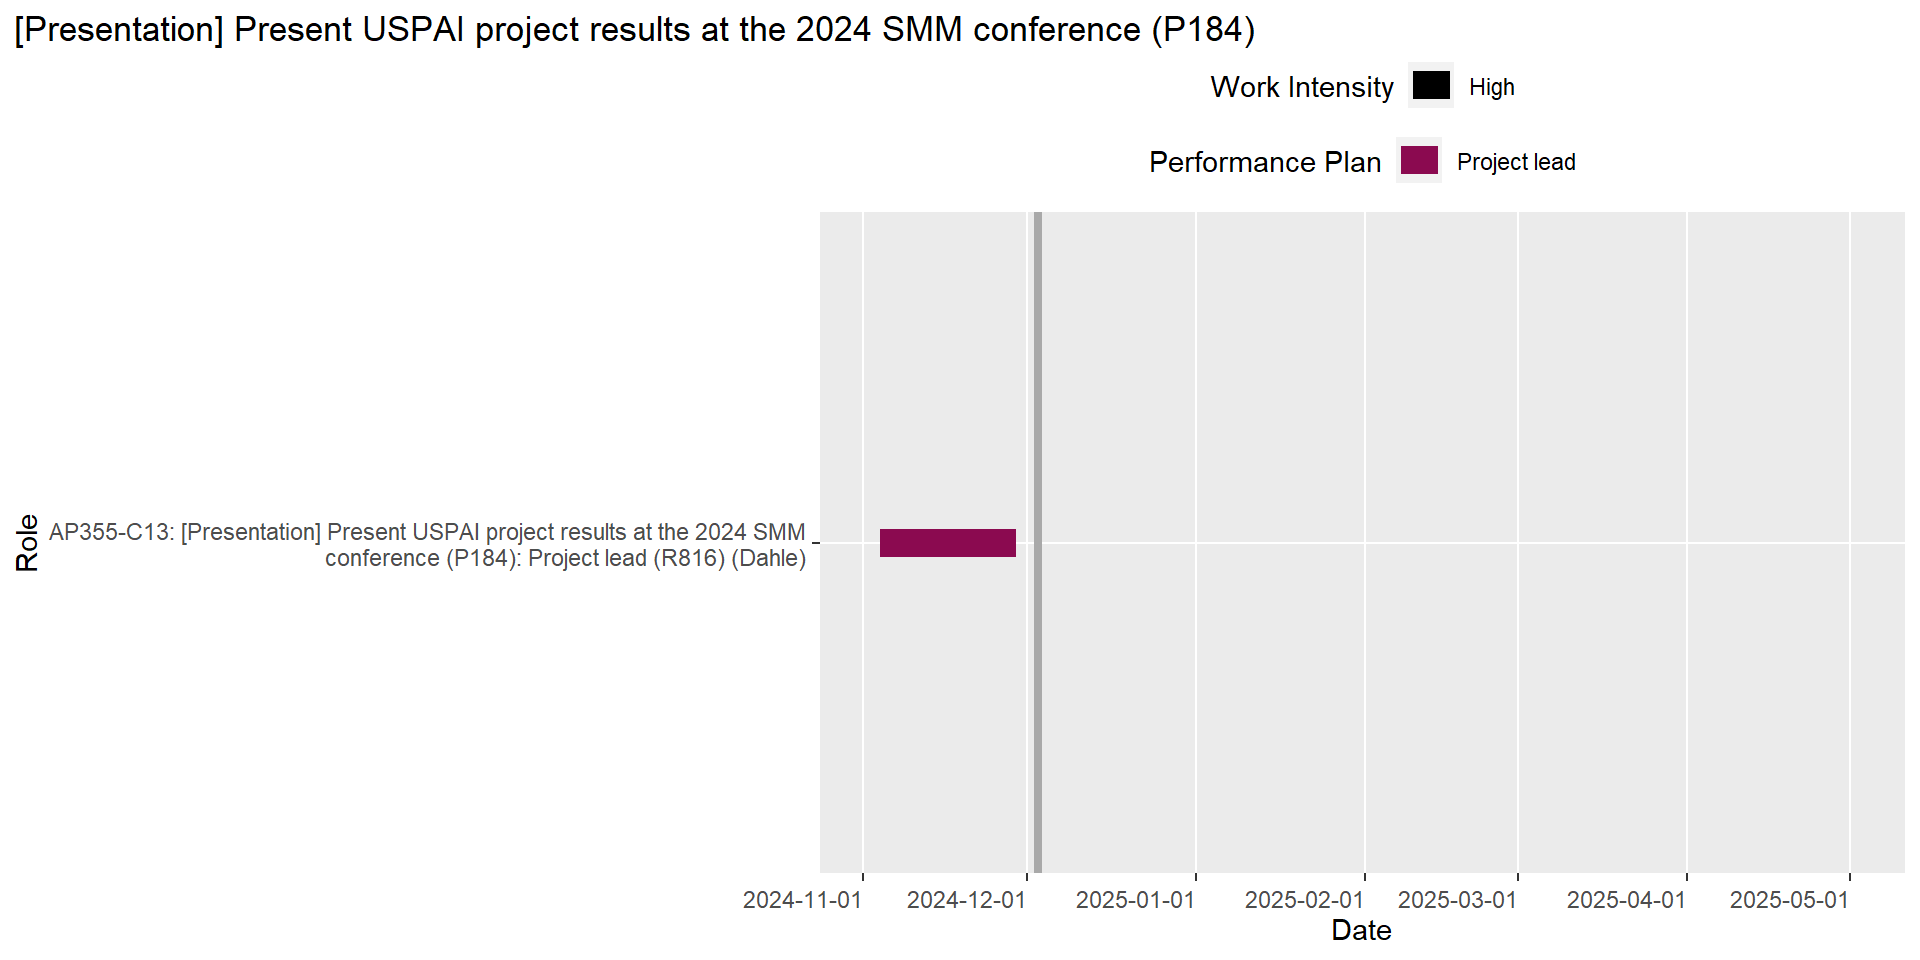 [Presentation] Present USPAI project results at the 2024 SMM conference (P184)
Work Intensity High
Performance Plan Project lead
Role
AP355-C13: [Presentation] Present USPAI project results at the 2024 SMM
conference (P184): Project lead (R816) (Dahle)
2024-11-01 2024-12-01 2025-01-01 2025-02-01 2025-03-01 2025-04-01 2025-05-01
Date